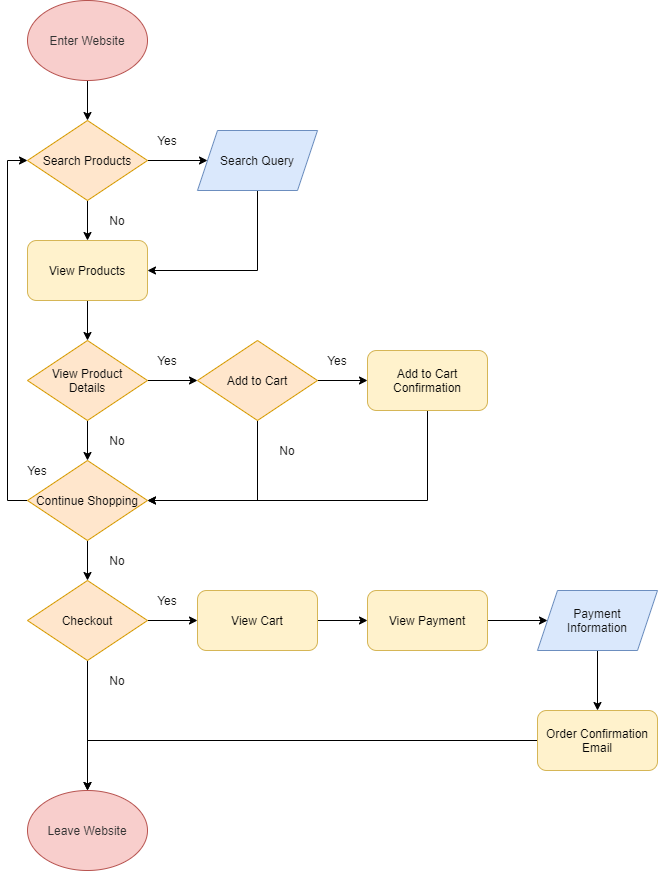 Enter Website
Yes
Search Products
Search Query
No
View Products
Yes
Yes
View Product
Details
Add to Cart
Add to Cart
Confirmation
No
No
Yes
Continue Shopping
No
Yes
Checkout
View Cart
View Payment
Payment
Information
No
Order Confirmation
Email
Leave Website